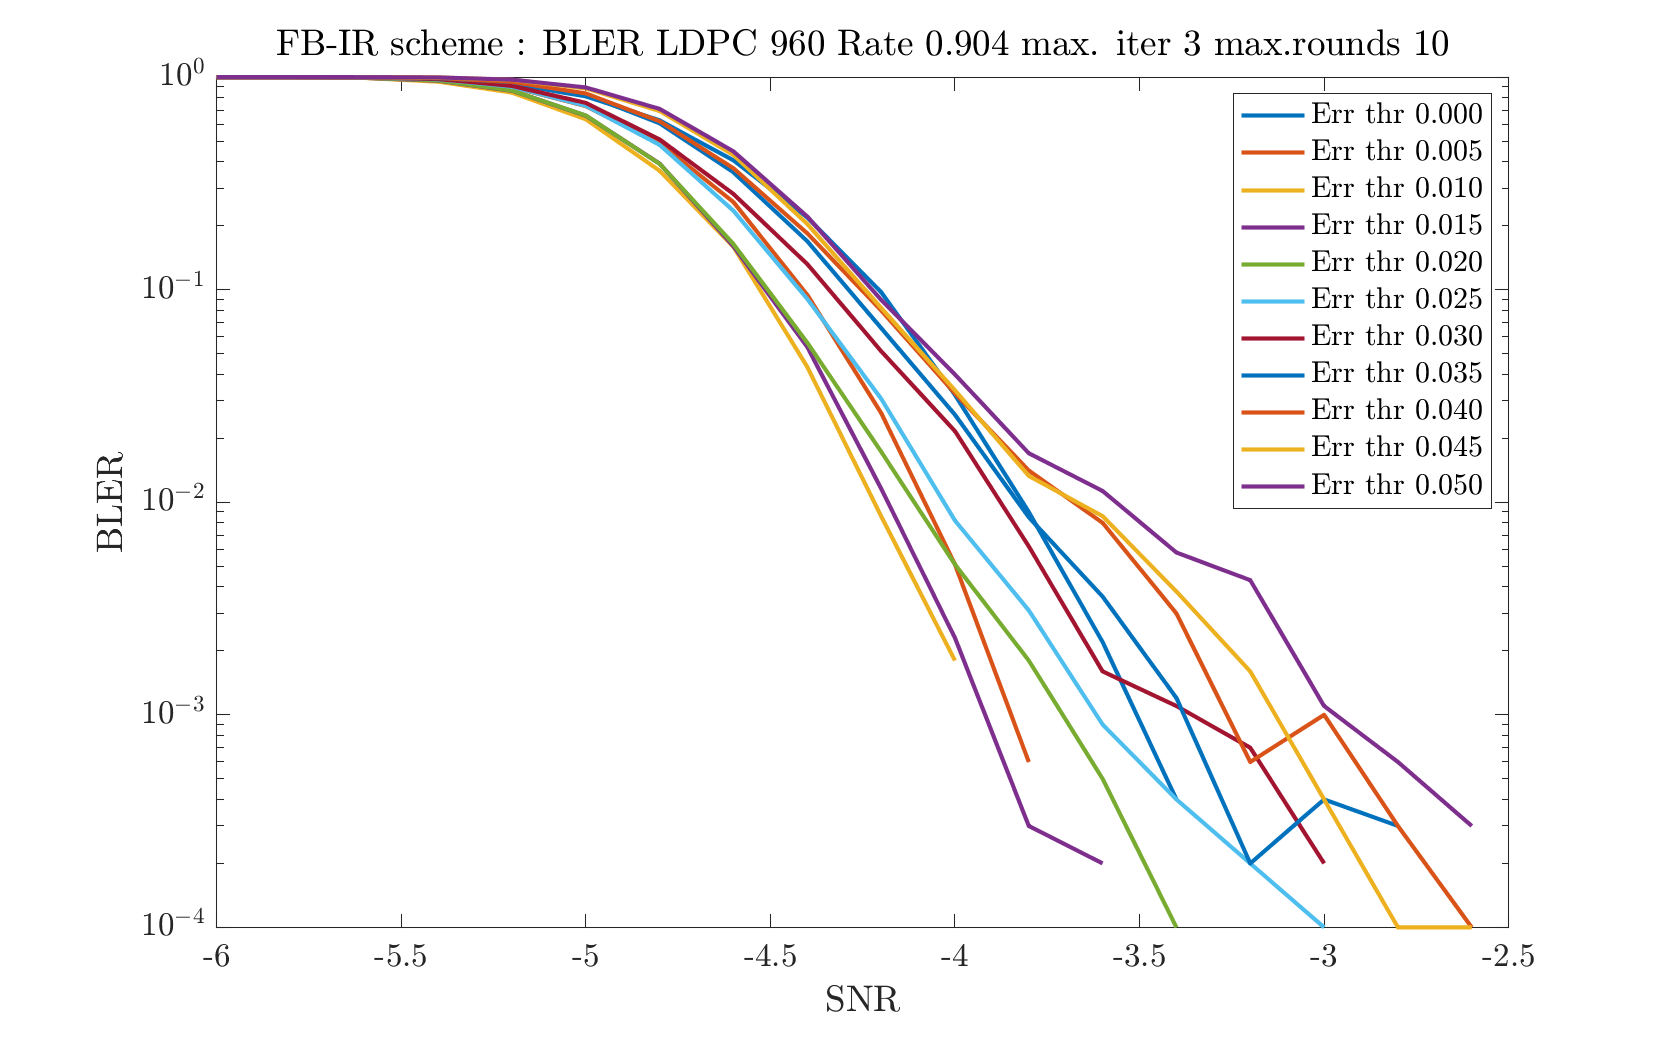 FB-IR scheme : BLER LDPC 960 Rate 0.904 max. iter 3 max.rounds 10
10^0
10^-1
10^-2
10^-3
10^-4
BLER
Err thr 0.000
Err thr 0.005
Err thr 0.010
Err thr 0.015
Err thr 0.020
Err thr 0.025
Err thr 0.030
Err thr 0.035
Err thr 0.040
Err thr 0.045
Err thr 0.050
-6 -5.5 -5 -4.5 -4 -3.5 -3 -2.5
SNR